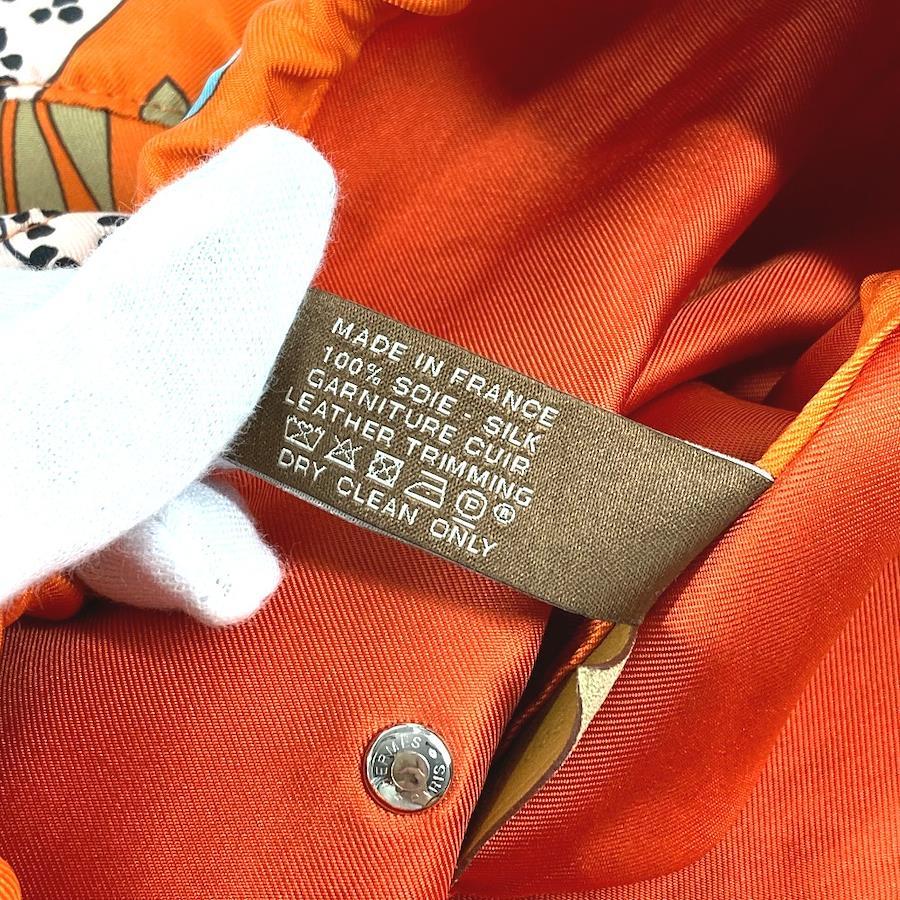 MADE IN FRANCE
100% SOIE - SILK
GARNITURE CUIR
LEATHER TRIMMING
P ®
DRY CLEAN ONLY
HERMES
PARIS